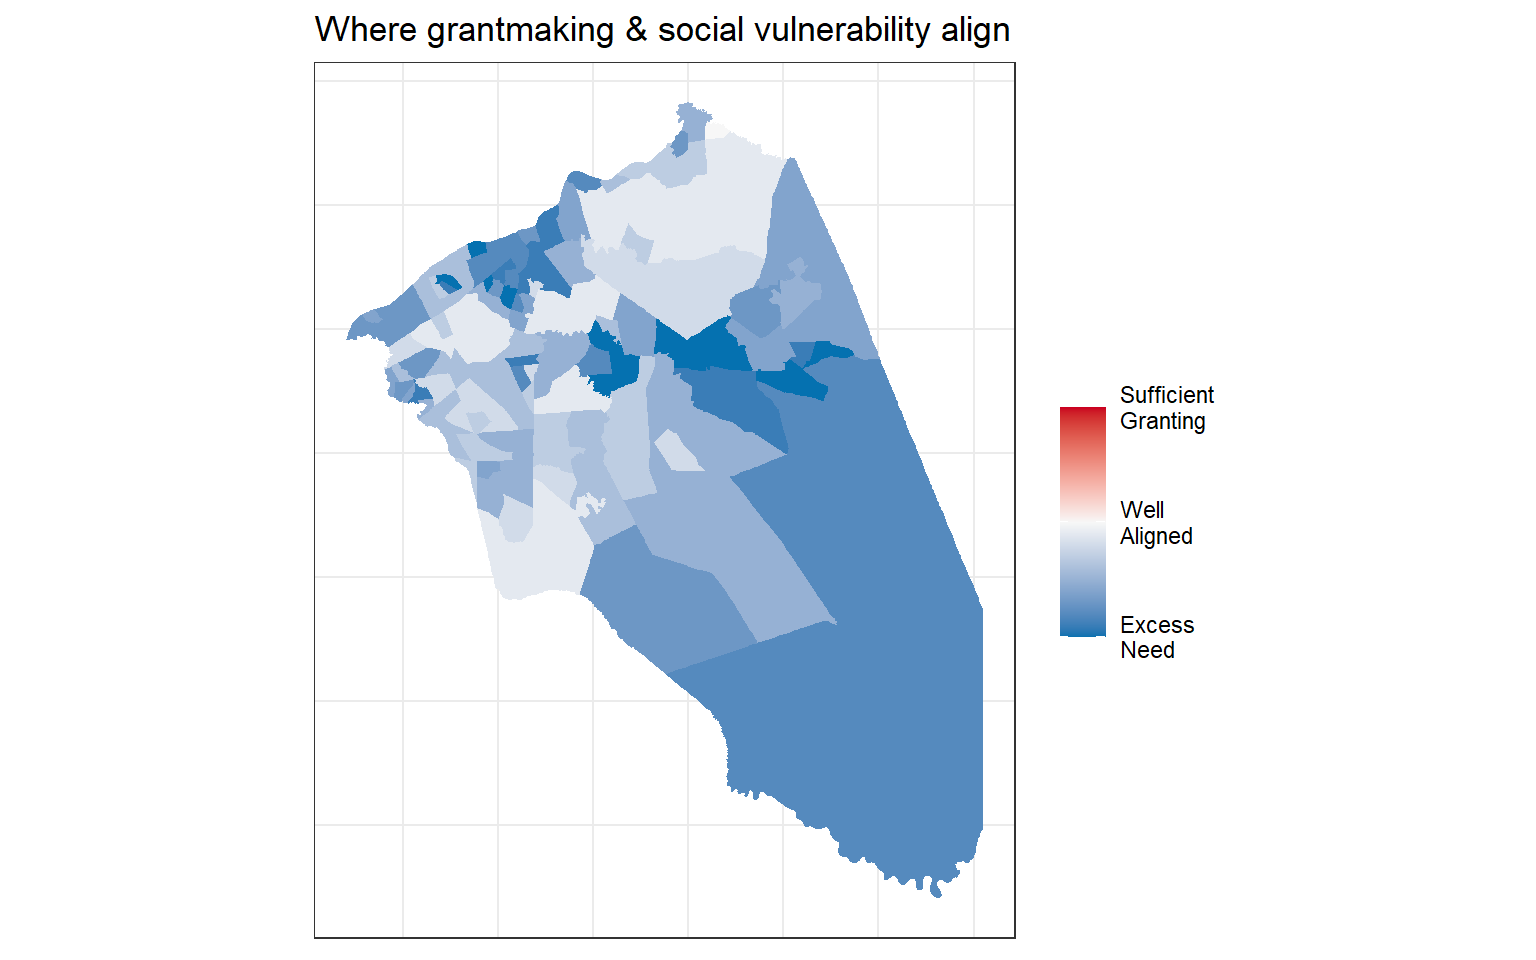 Where grantmaking & social vulnerability align
Sufficient
Granting
Well
Aligned
Excess
Need